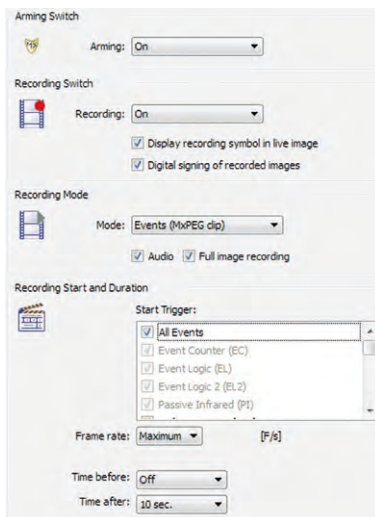 Arming Switch
Arming: On
Recording Switch
Recording: On
Display recording symbol in live image
Digital signing of recorded images
Recording Mode
Mode: Events (MxPEG clip)
Audio Full image recording
Recording Start and Duration
Start Trigger:
All Events
Event Counter (EC)
Event Logic (EL)
Event Logic 2 (EL2)
Passive Infrared (PI)
Frame rate: Maximum [F/s]
Time before: Off
Time after: 10 sec.